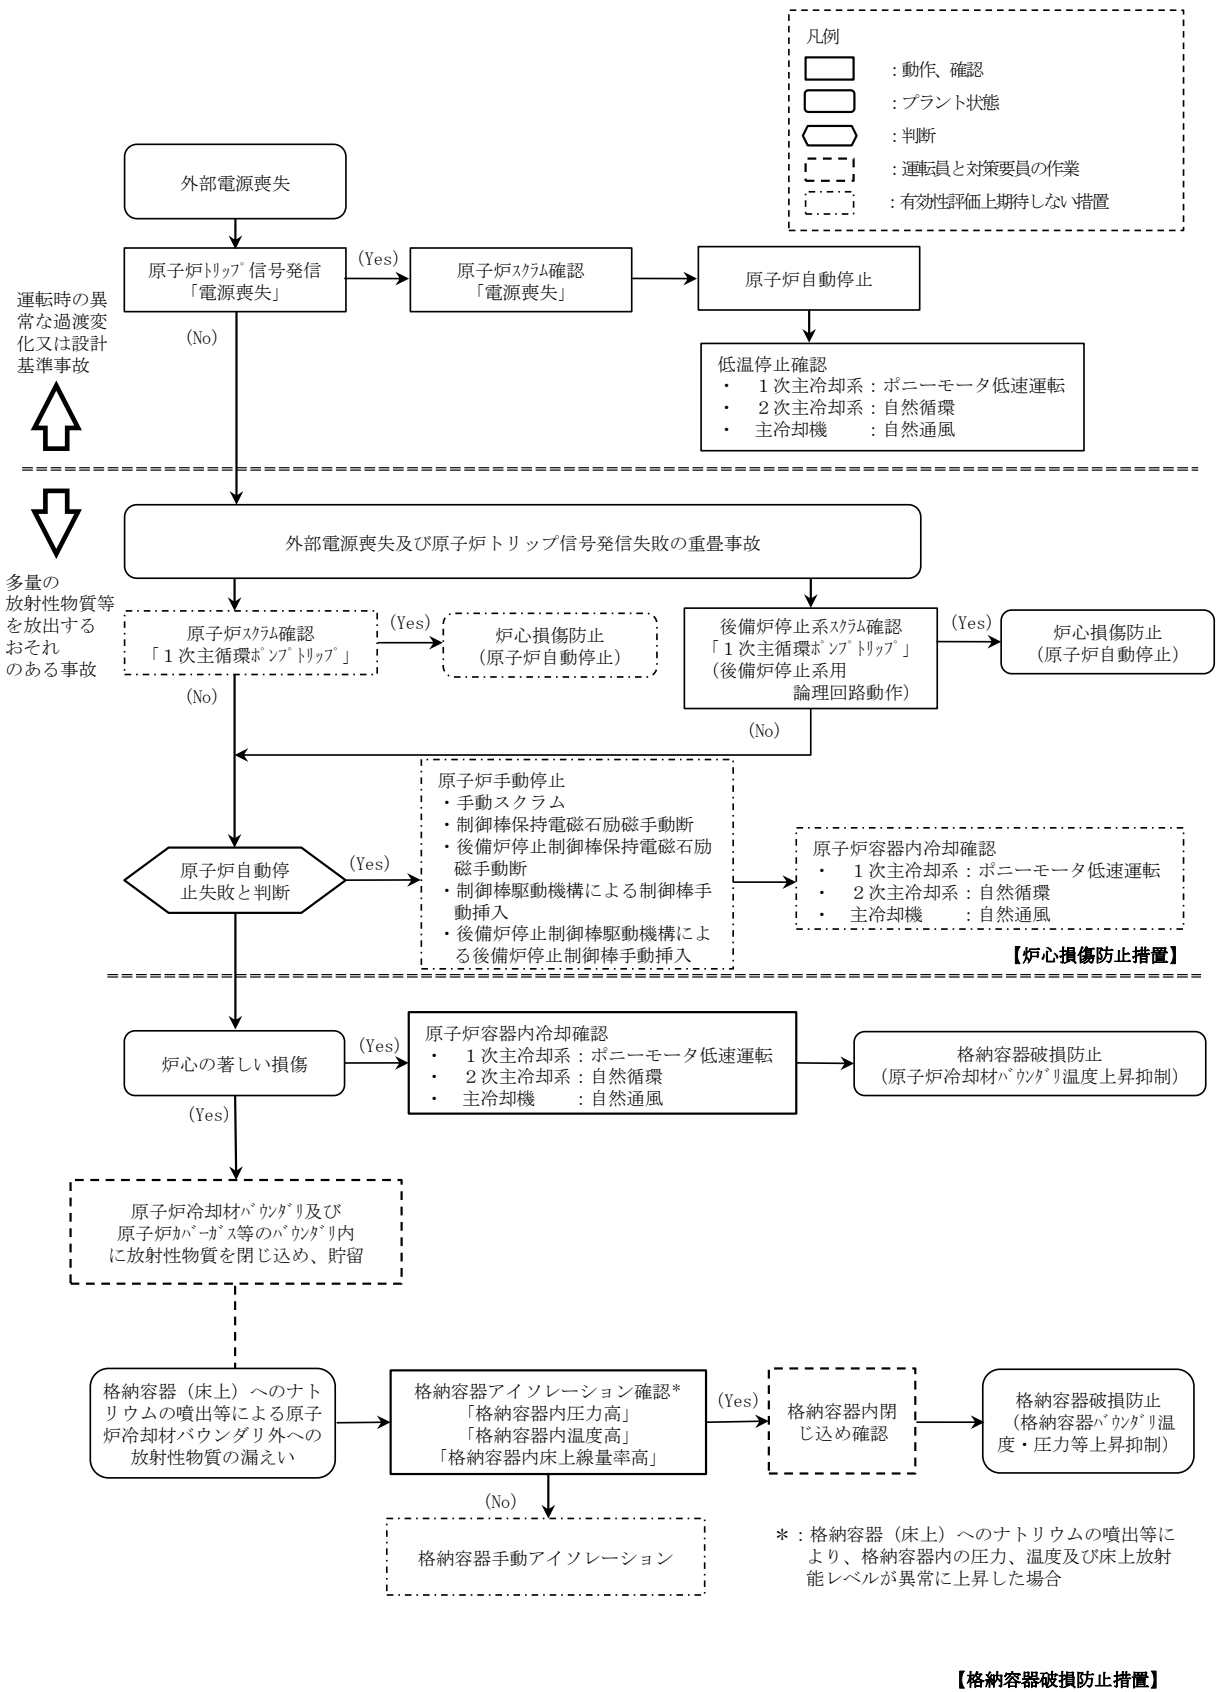 凡例
：動作、確認
：プラント状態
：判断
：運転員と対策要員の作業
：有効性評価上期待しない措置
外部電源喪失
原子炉ﾄﾘｯﾌﾟ信号発信
「電源喪失」
(Yes)
原子炉ｽｸﾗﾑ確認
「電源喪失」
原子炉自動停止
(No)
運転時の異
常な過渡変
化又は設計
基準事故
低温停止確認
・　１次主冷却系：ポニーモータ低速運転
・　２次主冷却系：自然循環
・　主冷却機　　：自然通風
外部電源喪失及び原子炉トリップ信号発信失敗の重畳事故
多量の
放射性物質等
を放出する
おそれ
のある事故
原子炉ｽｸﾗﾑ確認
「１次主循環ﾎﾟﾝﾌﾟﾄﾘｯﾌﾟ」
(Yes)
炉心損傷防止
（原子炉自動停止）
後備炉停止系ｽｸﾗﾑ確認
「１次主循環ﾎﾟﾝﾌﾟﾄﾘｯﾌﾟ」
（後備炉停止系用
論理回路動作）
(Yes)
炉心損傷防止
（原子炉自動停止）
(No)
(No)
原子炉手動停止
・手動スクラム
・制御棒保持電磁石励磁手動断
・後備炉停止制御棒保持電磁石励
磁手動断
・制御棒駆動機構による制御棒手
動挿入
・後備炉停止制御棒駆動機構によ
る後備炉停止制御棒手動挿入
原子炉自動停
止失敗と判断
(Yes)
原子炉容器内冷却確認
・　１次主冷却系：ポニーモータ低速運転
・　２次主冷却系：自然循環
・　主冷却機　　：自然通風
【炉心損傷防止措置】
炉心の著しい損傷
(Yes)
原子炉容器内冷却確認
・　１次主冷却系：ポニーモータ低速運転
・　２次主冷却系：自然循環
・　主冷却機　　：自然通風
格納容器破損防止
（原子炉冷却材ﾊﾞｳﾝﾀﾞﾘ温度上昇抑制）
(Yes)
原子炉冷却材ﾊﾞｳﾝﾀﾞﾘ及び
原子炉ｶﾊﾞｰｶﾞｽ等のﾊﾞｳﾝﾀﾞﾘ内
に放射性物質を閉じ込め、貯留
格納容器（床上）へのナト
リウムの噴出等による原子
炉冷却材バウンダリ外への
放射性物質の漏えい
格納容器アイソレーション確認*
「格納容器内圧力高」
「格納容器内温度高」
「格納容器内床上線量率高」
(Yes)
格納容器内閉
じ込め確認
格納容器破損防止
（格納容器ﾊﾞｳﾝﾀﾞﾘ温
度・圧力等上昇抑制）
(No)
格納容器手動アイソレーション
＊：格納容器（床上）へのナトリウムの噴出等に
より、格納容器内の圧力、温度及び床上放射
能レベルが異常に上昇した場合
【格納容器破損防止措置】